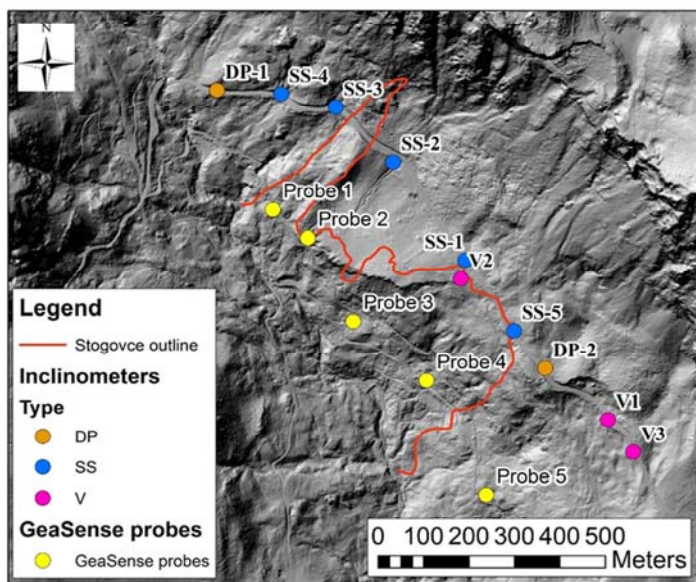 N
DP-1
SS-4
SS-3
SS-2
Probe 1
Probe 2
SS-1
V2
Probe 3
SS-5
Probe 4
DP-2
V1
V3
Probe 5
Legend
Stogovce outline
Inclinometers
Type
DP
SS
V
GeaSense probes
GeaSense probes
0 100 200 300 400 500
Meters